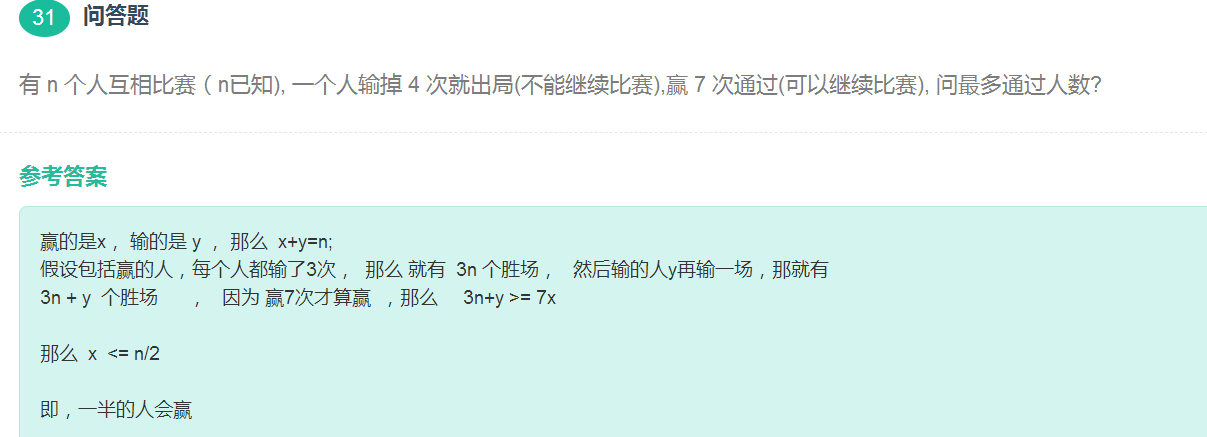 31 问答题
有 n 个人互相比赛（n已知), 一个人输掉 4 次就出局(不能继续比赛),赢 7 次通过(可以继续比赛), 问最多通过人数?
参考答案
赢的是x， 输的是 y ， 那么 x+y=n;
假设包括赢的人，每个人都输了3次， 那么 就有 3n 个胜场， 然后输的人y再输一场，那就有
3n + y 个胜场 ， 因为 赢7次才算赢 ，那么 3n+y >= 7x
那么 x <= n/2
即，一半的人会赢